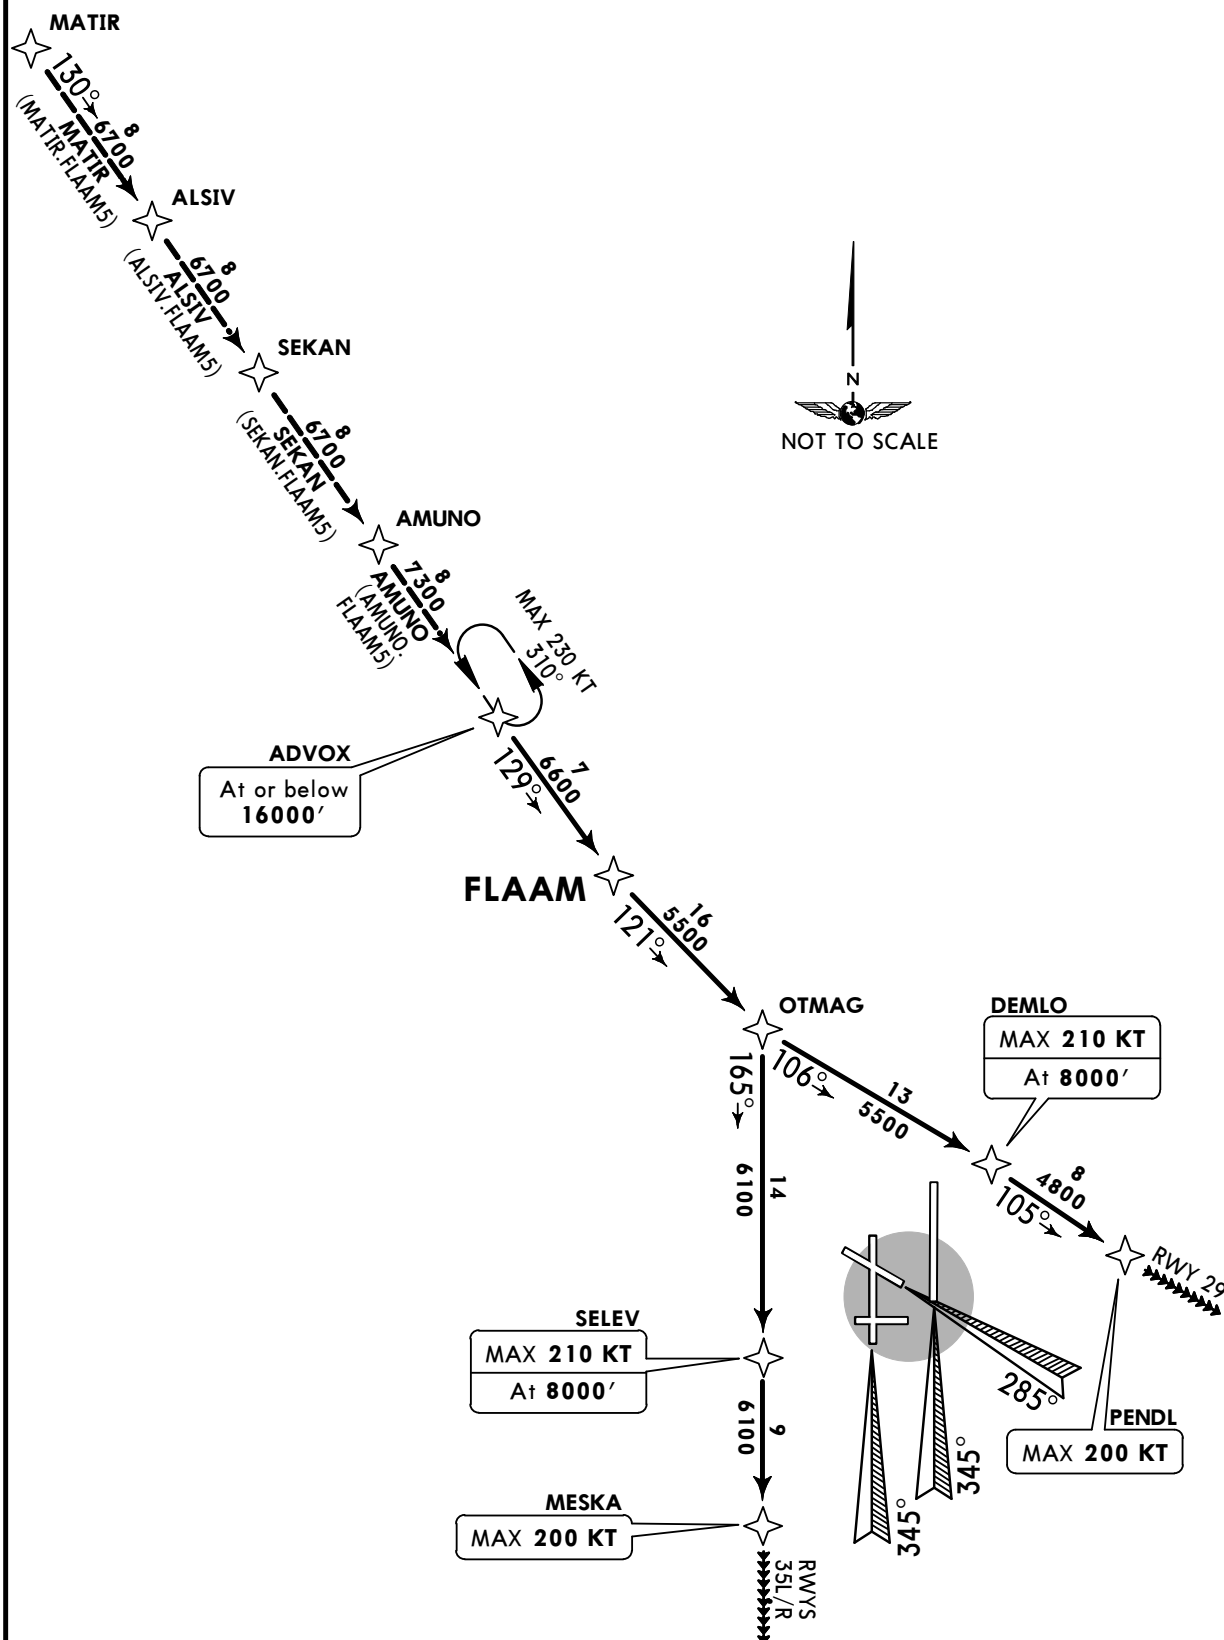 MATIR
130°
8
6700
MATIR
(MATIR.FLAAM5)
ALSIV
8
6700
ALSIV
(ALSIV.FLAAM5)
SEKAN
8
6700
SEKAN
(SEKAN.FLAAM5)
N
NOT TO SCALE
AMUNO
8
7300
AMUNO
(AMUNO.
FLAAM5)
MAX 230 KT
310°
ADVOX
At or below
16000′
129°
7
6600
FLAAM
121°
16
5500
OTMAG
DEMLO
MAX 210 KT
At 8000′
165°
106°
13
5500
14
6100
105°
8
4800
RWY 29
SELEV
MAX 210 KT
At 8000′
285°
9
6100
PENDL
MAX 200 KT
345°
345°
MESKA
MAX 200 KT
RWYS
35L/R